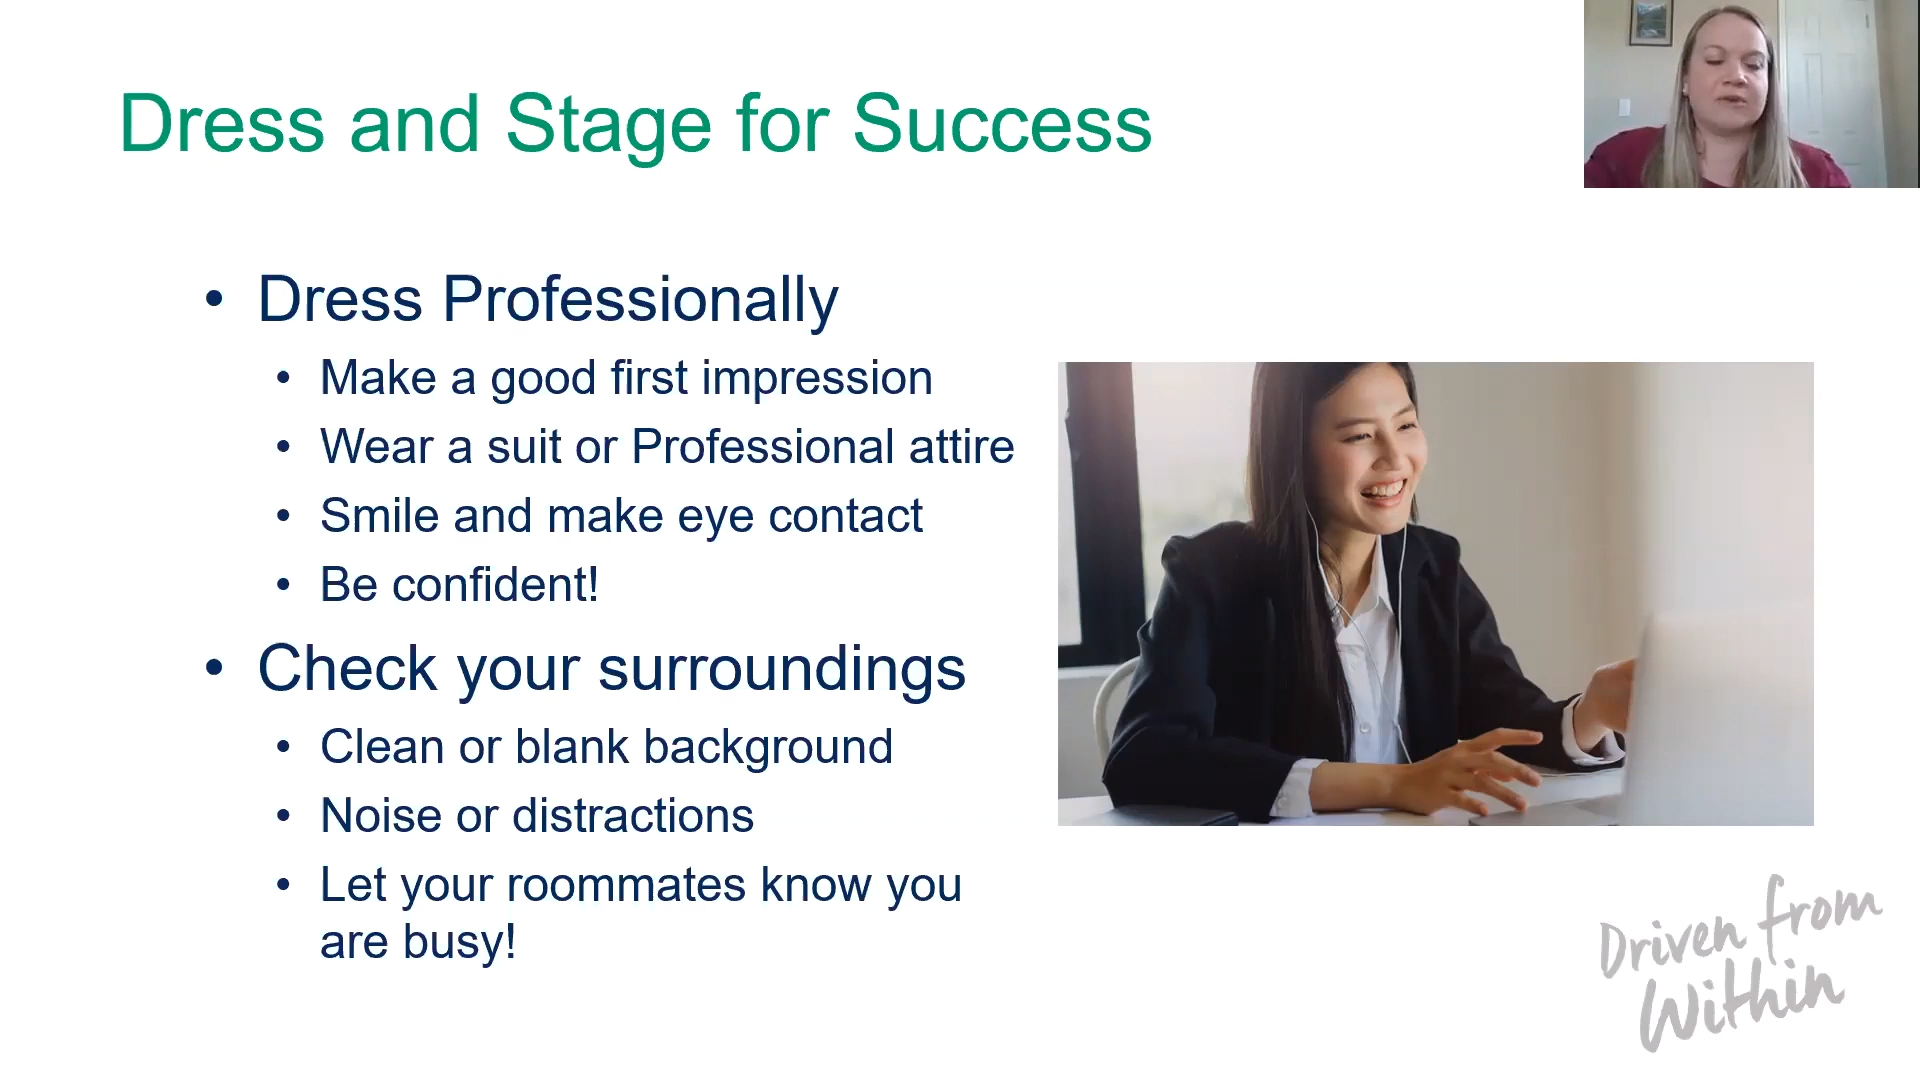 Dress and Stage for Success
• Dress Professionally
• Make a good first impression
• Wear a suit or Professional attire
• Smile and make eye contact
• Be confident!
• Check your surroundings
• Clean or blank background
• Noise or distractions
• Let your roommates know you
are busy!
Driven from
Within